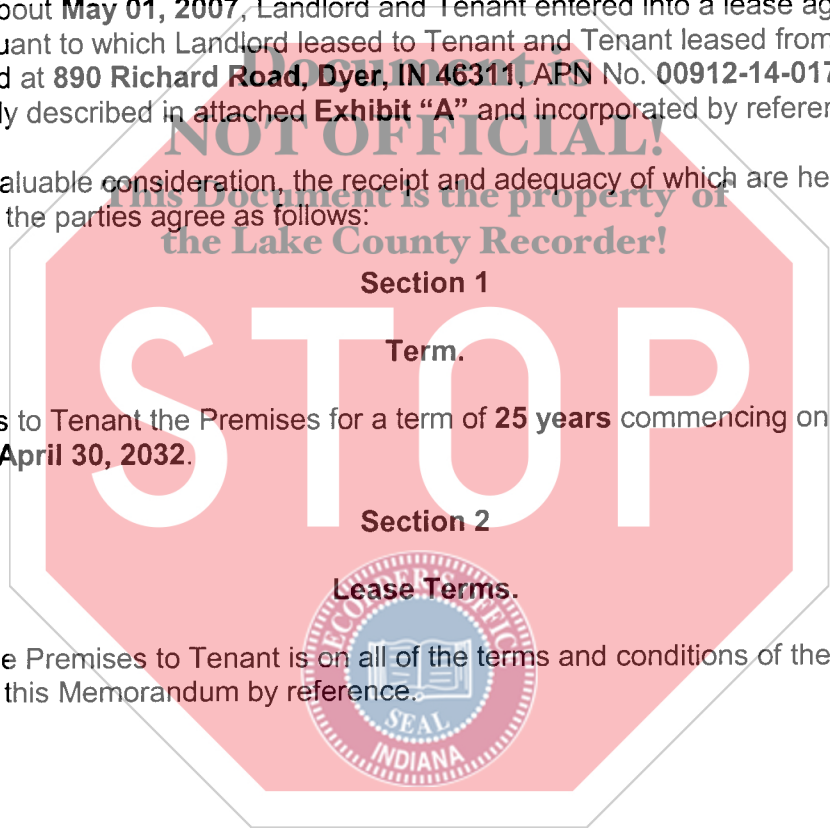 bout May 01, 2007, Landlord and Tenant entered into a lease ag
uant to which Landlord leased to Tenant and Tenant leased from
d at 890 Richard Road, Dyer, IN 46311, APN No. 00912-14-017
ly described in attached Exhibit “A” and incorporated by referen
Document is
NOT OFFICIAL!
This Document is the property of
the Lake County Recorder!
aluable consideration, the receipt and adequacy of which are he
the parties agree as follows:
Section 1
Term.
STOP
s to Tenant the Premises for a term of 25 years commencing on
April 30, 2032.
Section 2
Lease Terms.
e Premises to Tenant is on all of the terms and conditions of the
this Memorandum by reference.
RECORDER'S OFFICE
SEAL
INDIANA